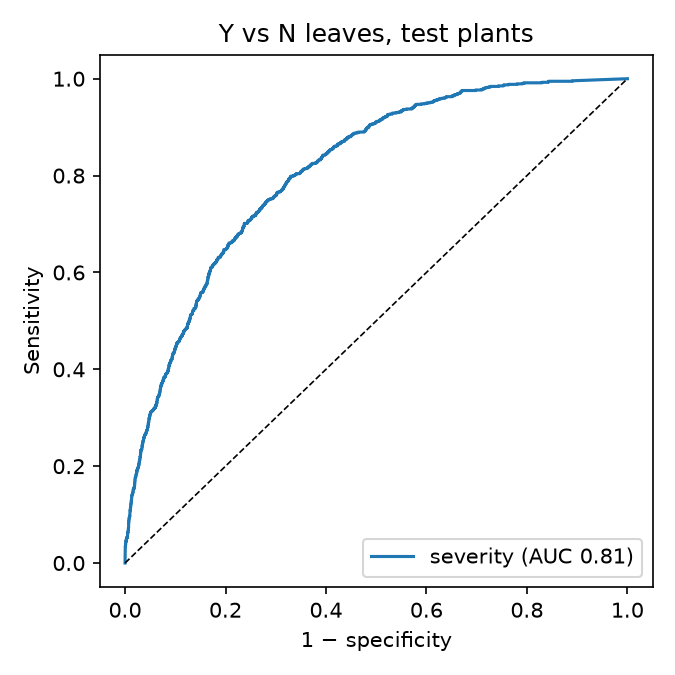 Y vs N leaves, test plants
Sensitivity
1.0
0.8
0.6
0.4
0.2
0.0
severity (AUC 0.81)
0.0 0.2 0.4 0.6 0.8 1.0
1 − specificity